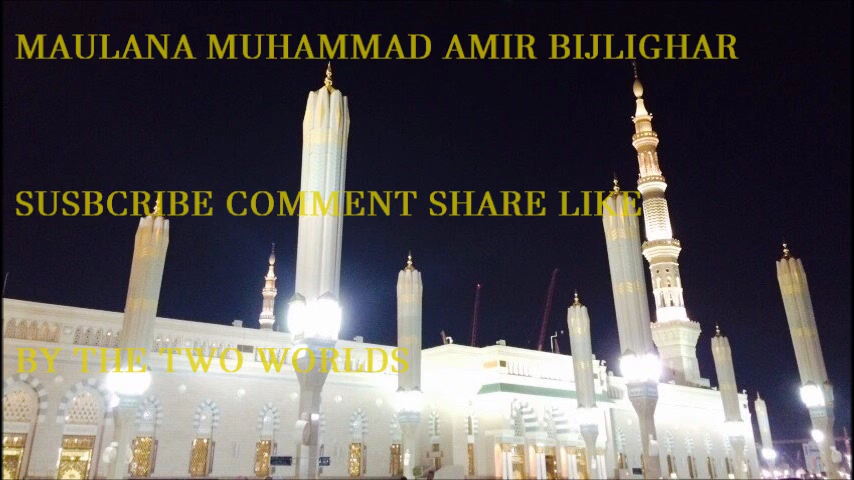 MAULANA MUHAMMAD AMIR BIJLIGHAR
SUSBCRIBE COMMENT SHARE LIKE
BY THE TWO WORLDS